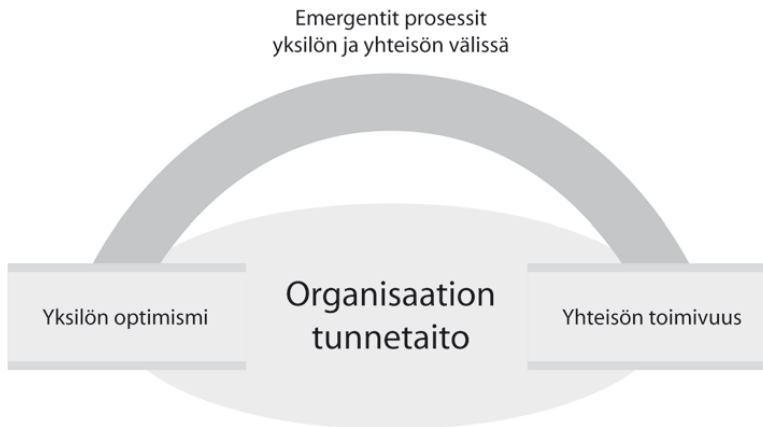 Emergentit prosessit
yksilön ja yhteisön välissä
Yksilön optimismi
Organisaation
tunnetaito
Yhteisön toimivuus